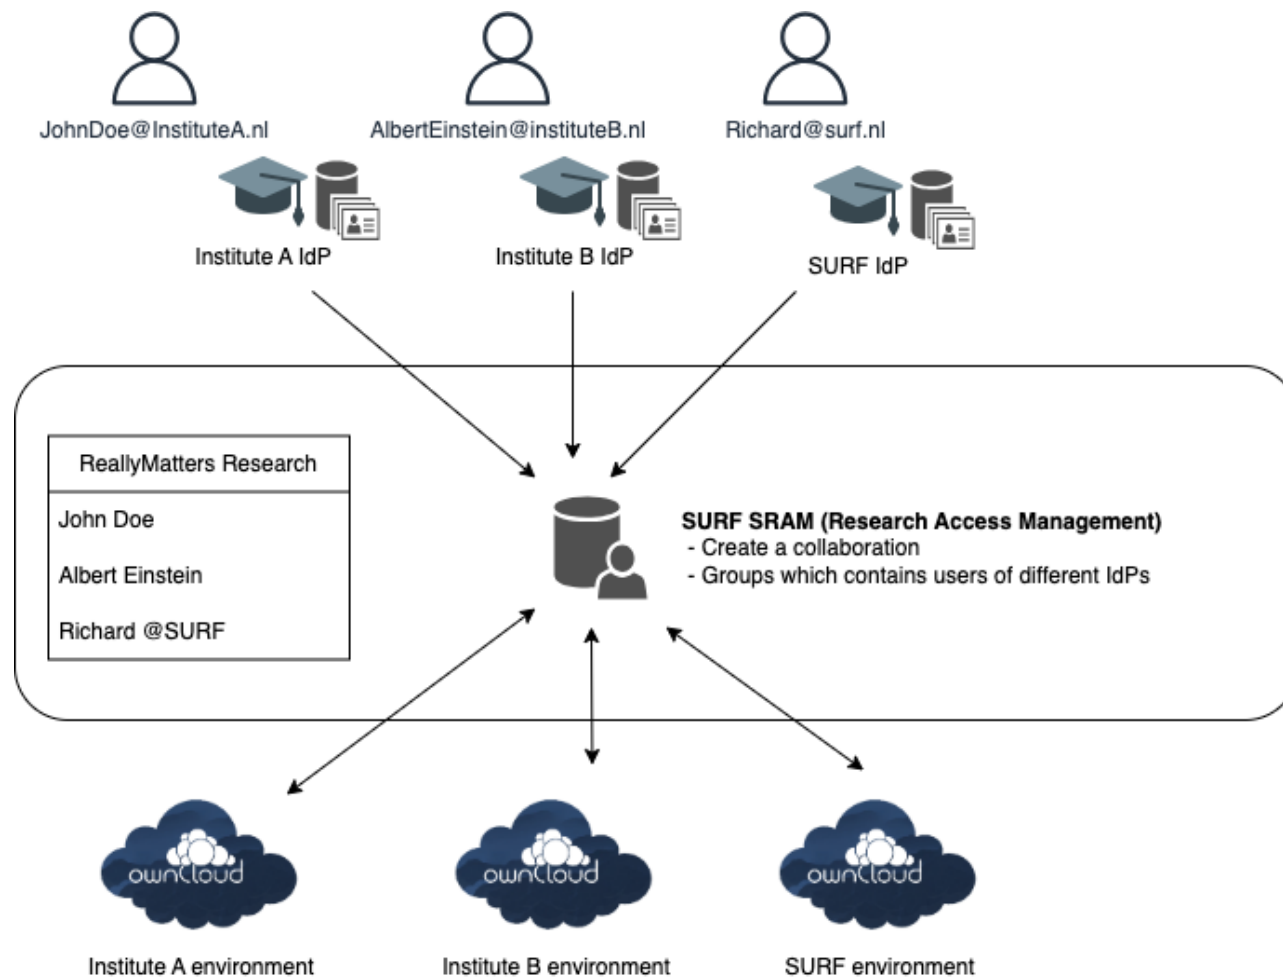 JohnDoe@InstituteA.nl
AlbertEinstein@instituteB.nl
Richard@surf.nl
Institute A IdP
Institute B IdP
SURF IdP
ReallyMatters Research
John Doe
Albert Einstein
Richard @SURF
SURF SRAM (Research Access Management)
- Create a collaboration
- Groups which contains users of different IdPs
ownCloud
ownCloud
ownCloud
Institute A environment
Institute B environment
SURF environment